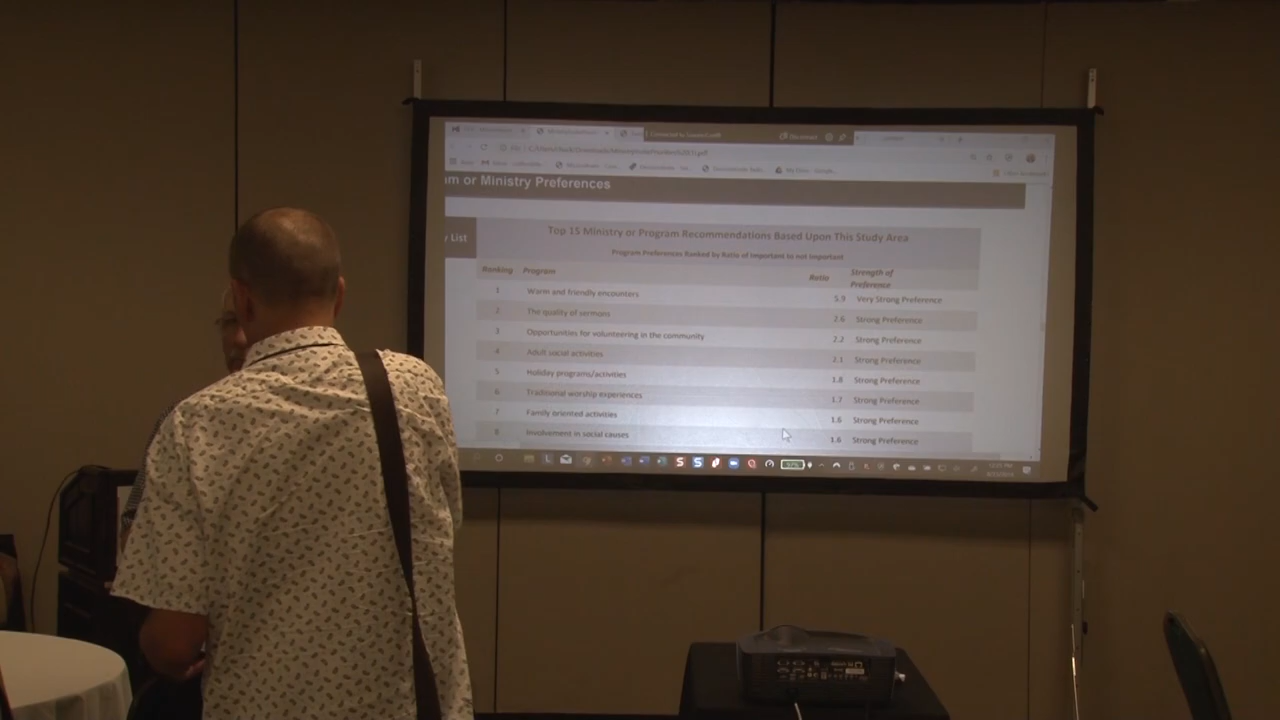 am or Ministry Preferences
y List
Top 15 Ministry or Program Recommendations Based Upon This Study Area
Program Preferences Ranked by Ratio of Important to not Important
Ranking Program Ratio Strength of Preference
1 Warm and friendly encounters 5.9 Very Strong Preference
2 The quality of sermons 2.6 Strong Preference
3 Opportunities for volunteering in the community 2.2 Strong Preference
4 Adult social activities 2.1 Strong Preference
5 Holiday programs/activities 1.8 Strong Preference
6 Traditional worship experiences 1.7 Strong Preference
7 Family oriented activities 1.6 Strong Preference
8 Involvement in social causes 1.6 Strong Preference
12:25 PM